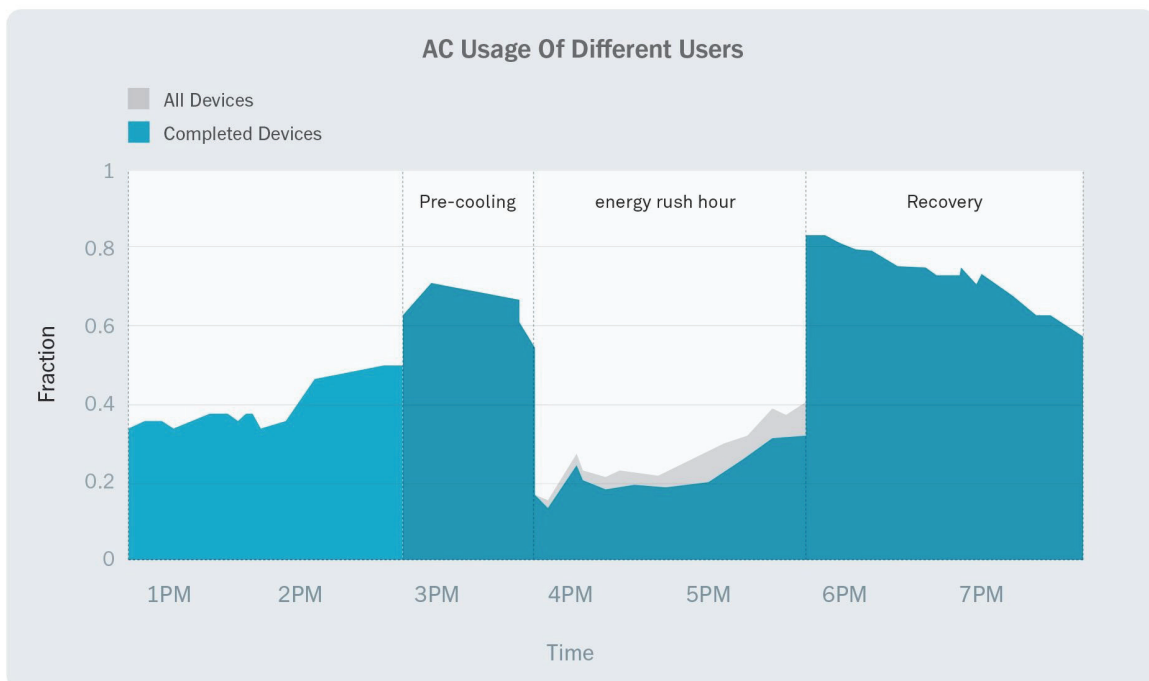 AC Usage Of Different Users
All Devices
Completed Devices
1
Pre-cooling
energy rush hour
Recovery
0.8
0.6
Fraction
0.4
0.2
0
1PM
2PM
3PM
4PM
5PM
6PM
7PM
Time